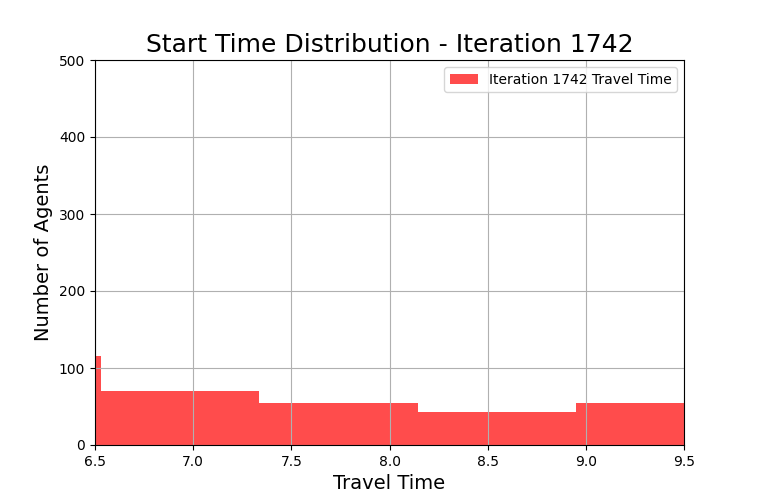 Start Time Distribution - Iteration 1742
Iteration 1742 Travel Time
Number of Agents
500
400
300
200
100
0
6.5 7.0 7.5 8.0 8.5 9.0 9.5
Travel Time